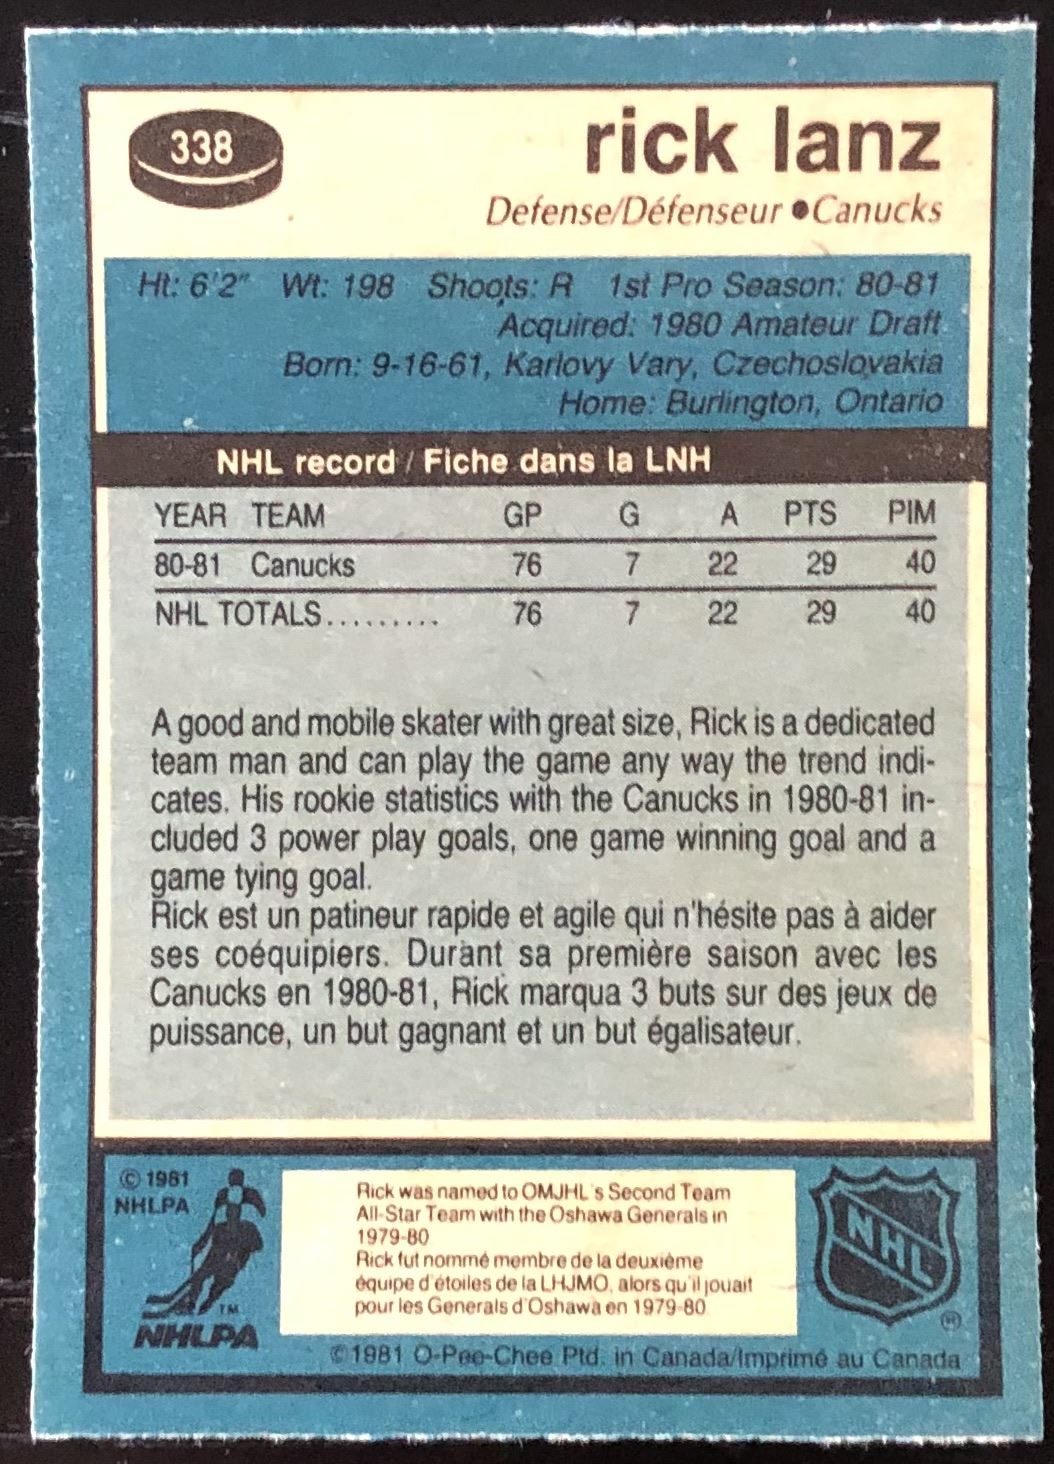 338
rick lanz
Defense/Défenseur ●Canucks
Ht: 6'2" Wt: 198 Shoots: R 1st Pro Season: 80-81
Acquired: 1980 Amateur Draft
Born: 9-16-61, Karlovy Vary, Czechoslovakia
Home: Burlington, Ontario
NHL record / Fiche dans la LNH
YEAR TEAM GP G A PTS PIM
80-81 Canucks 76 7 22 29 40
NHL TOTALS......... 76 7 22 29 40
A good and mobile skater with great size, Rick is a dedicated
team man and can play the game any way the trend indi-
cates. His rookie statistics with the Canucks in 1980-81 in-
cluded 3 power play goals, one game winning goal and a
game tying goal.
Rick est un patineur rapide et agile qui n'hésite pas à aider
ses coéquipiers. Durant sa première saison avec les
Canucks en 1980-81, Rick marqua 3 buts sur des jeux de
puissance, un but gagnant et un but égalisateur.
© 1981
NHLPA
TM
NHLPA
Rick was named to OMJHL's Second Team
All-Star Team with the Oshawa Generals in
1979-80
Rick fut nommé membre de la deuxième
équipe d'étoiles de la LHJMO, alors qu'il jouait
pour les Generals d'Oshawa en 1979-80
NHL
®
©1981 O-Pee-Chee Ptd. in Canada/Imprimé au Canada